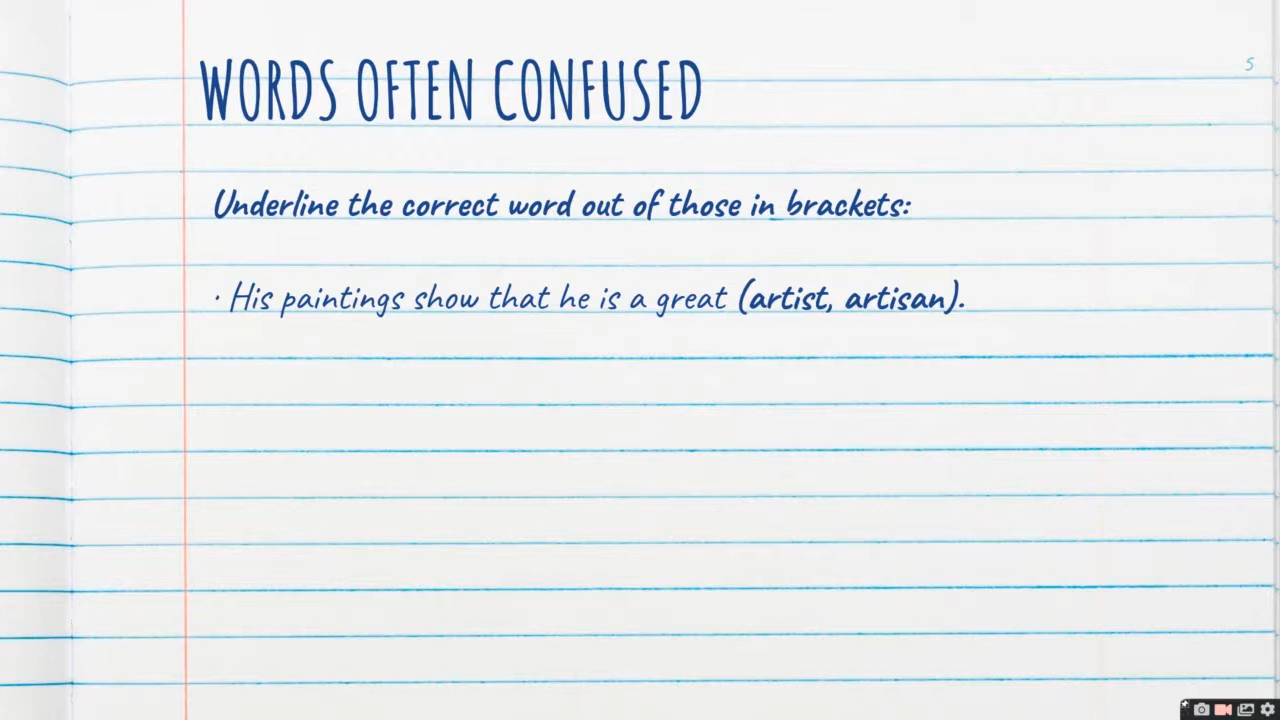 WORDS OFTEN CONFUSED
5
Underline the correct word out of those in brackets:
· His paintings show that he is a great (artist, artisan).